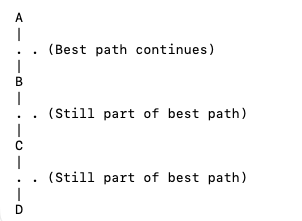 A
|
. . (Best path continues)
|
B
|
. . (Still part of best path)
|
C
|
. . (Still part of best path)
|
D